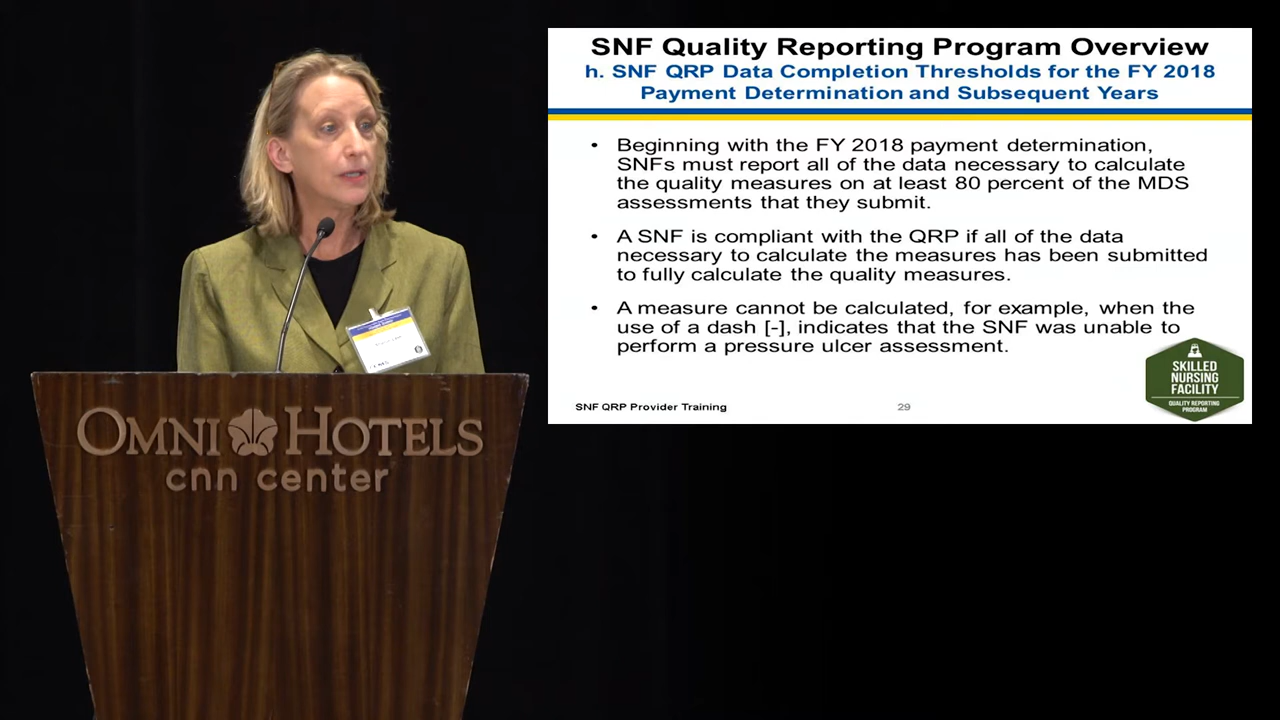 SNF Quality Reporting Program Overview
h. SNF QRP Data Completion Thresholds for the FY 2018
Payment Determination and Subsequent Years
• Beginning with the FY 2018 payment determination,
SNFs must report all of the data necessary to calculate
the quality measures on at least 80 percent of the MDS
assessments that they submit.
• A SNF is compliant with the QRP if all of the data
necessary to calculate the measures has been submitted
to fully calculate the quality measures.
• A measure cannot be calculated, for example, when the
use of a dash [-], indicates that the SNF was unable to
perform a pressure ulcer assessment.
SKILLED
NURSING
FACILITY
QUALITY REPORTING
PROGRAM
SNF QRP Provider Training
29
OMNI HOTELS
cnn center